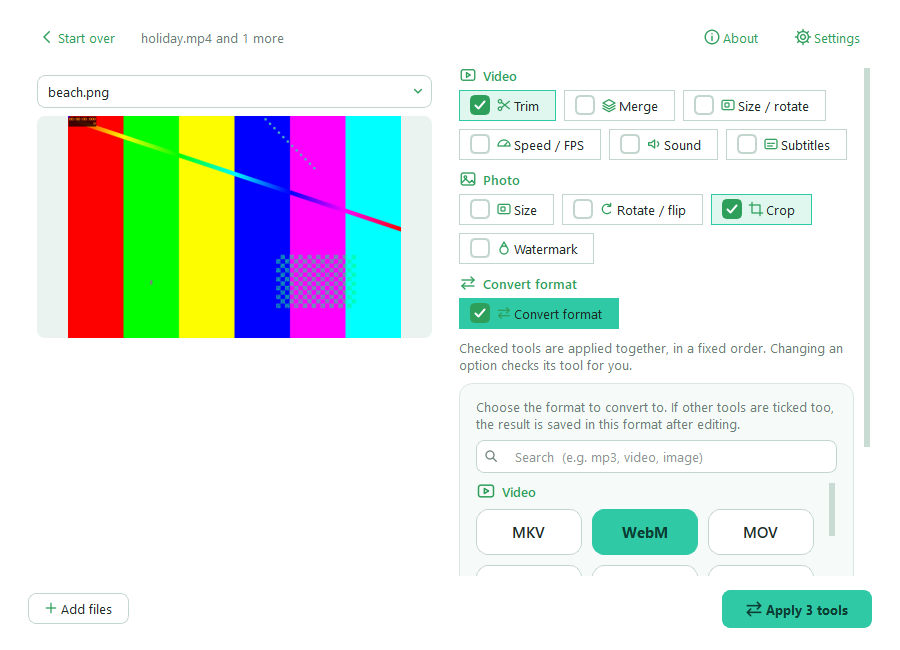 Start over
holiday.mp4 and 1 more
About
Settings
beach.png
Video
Trim
Merge
Size / rotate
Speed / FPS
Sound
Subtitles
Photo
Size
Rotate / flip
Crop
Watermark
Convert format
Convert format
Checked tools are applied together, in a fixed order. Changing an
option checks its tool for you.
Choose the format to convert to. If other tools are ticked too,
the result is saved in this format after editing.
Search (e.g. mp3, video, image)
Video
MKV
WebM
MOV
Add files
Apply 3 tools